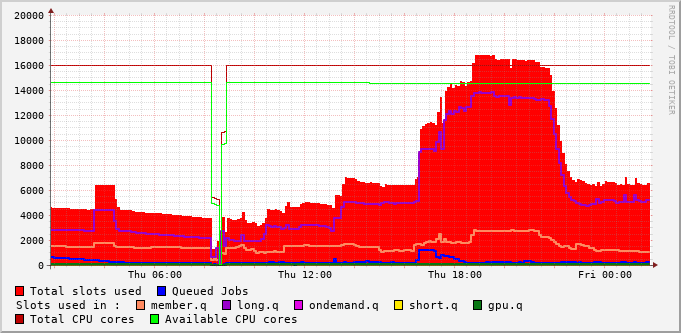 20000
18000
16000
14000
12000
10000
8000
6000
4000
2000
0
Thu 06:00 Thu 12:00 Thu 18:00 Fri 00:00
RRDTOOL / TOBI OETIKER
Total slots used Queued Jobs
Slots used in : member.q long.q ondemand.q short.q gpu.q
Total CPU cores Available CPU cores